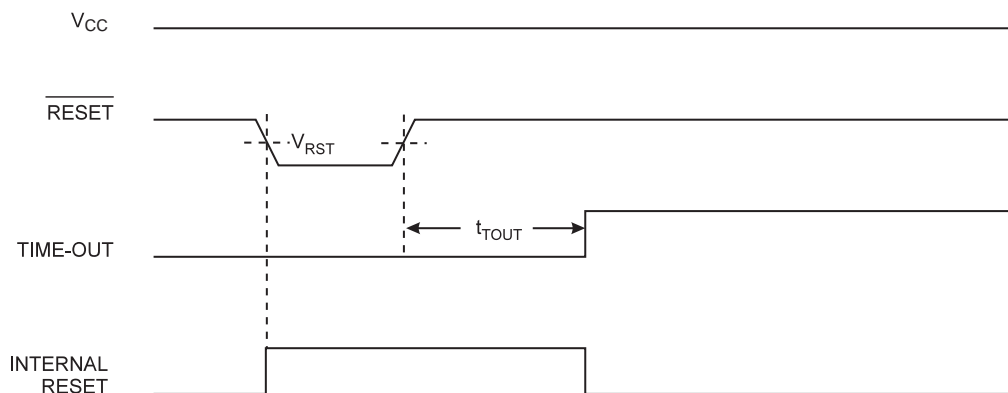 VCC
RESET
VRST
tTOUT
TIME-OUT
INTERNAL
RESET